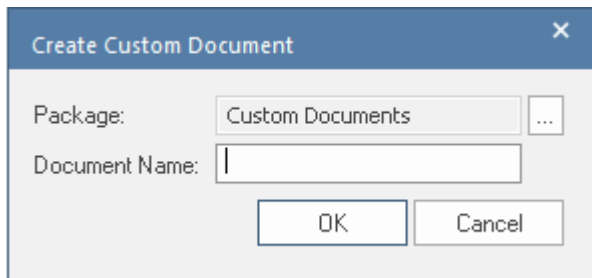 Create Custom Document
×
Package: Custom Documents ...
Document Name:
OK Cancel